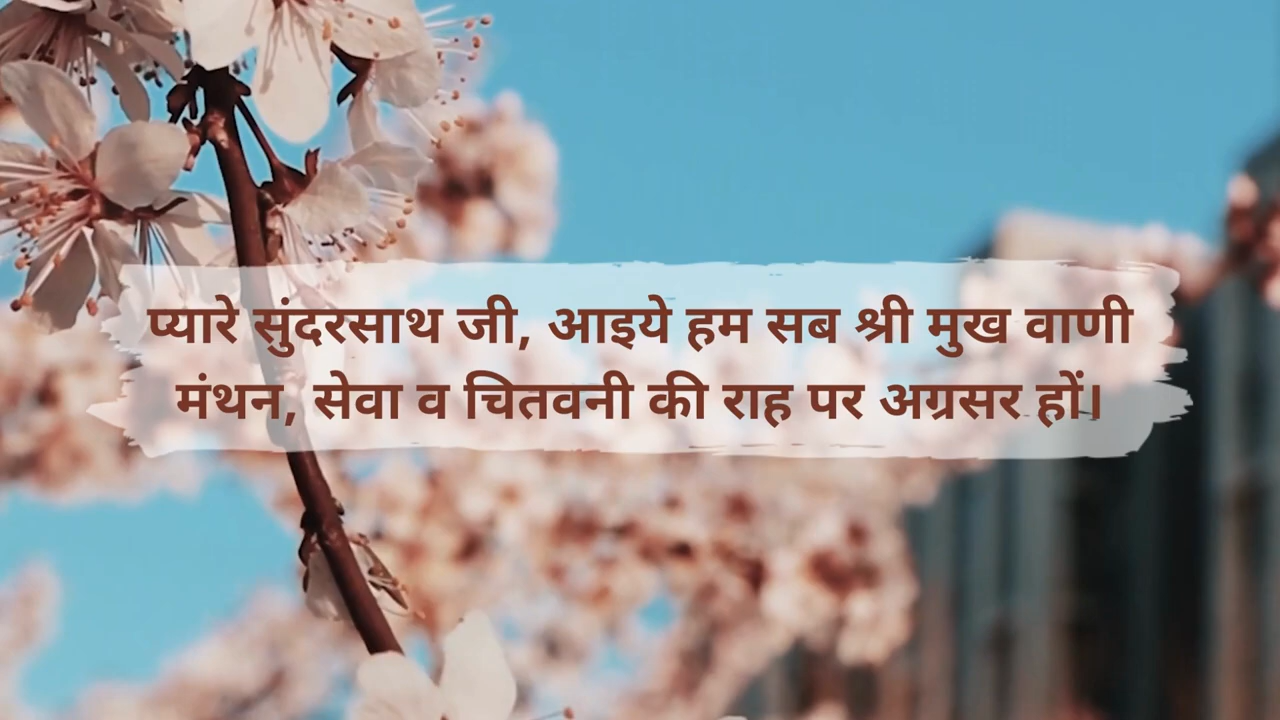 प्यारे सुंदरसाथ जी, आइये हम सब श्री मुख वाणी
मंथन, सेवा व चितवनी की राह पर अग्रसर हों।